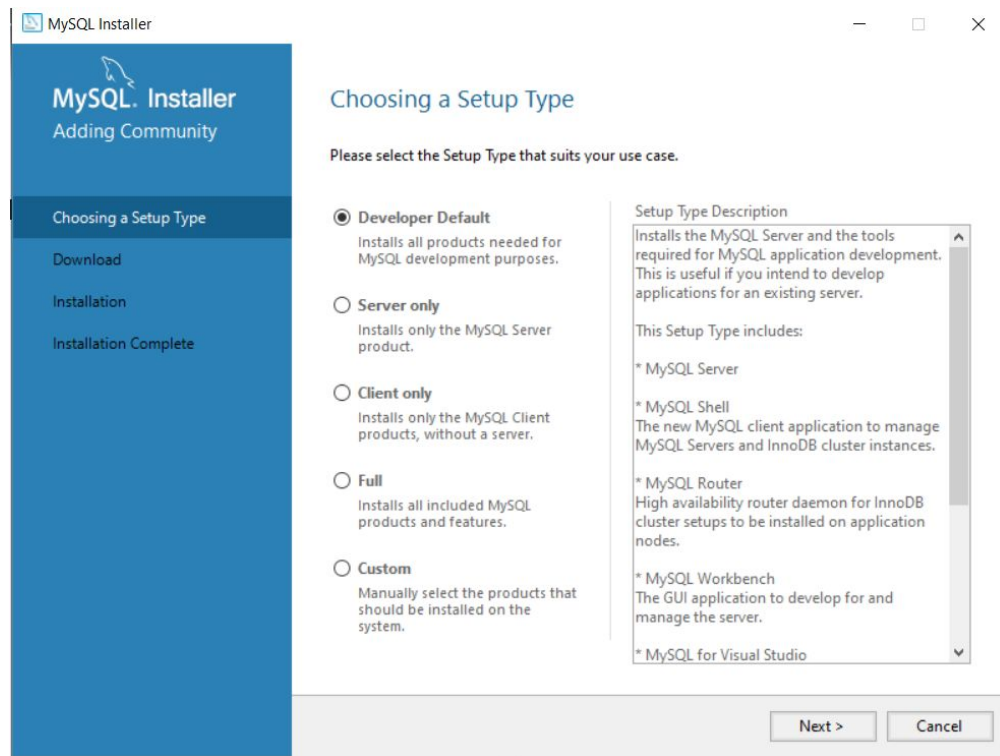 MySQL Installer
MySQL. Installer
Adding Community
Choosing a Setup Type
Download
Installation
Installation Complete
Choosing a Setup Type
Please select the Setup Type that suits your use case.
Developer Default
Installs all products needed for
MySQL development purposes.
Server only
Installs only the MySQL Server
product.
Client only
Installs only the MySQL Client
products, without a server.
Full
Installs all included MySQL
products and features.
Custom
Manually select the products that
should be installed on the
system.
Setup Type Description
Installs the MySQL Server and the tools
required for MySQL application development.
This is useful if you intend to develop
applications for an existing server.
This Setup Type includes:
* MySQL Server
* MySQL Shell
The new MySQL client application to manage
MySQL Servers and InnoDB cluster instances.
* MySQL Router
High availability router daemon for InnoDB
cluster setups to be installed on application
nodes.
* MySQL Workbench
The GUI application to develop for and
manage the server.
* MySQL for Visual Studio
Next >
Cancel